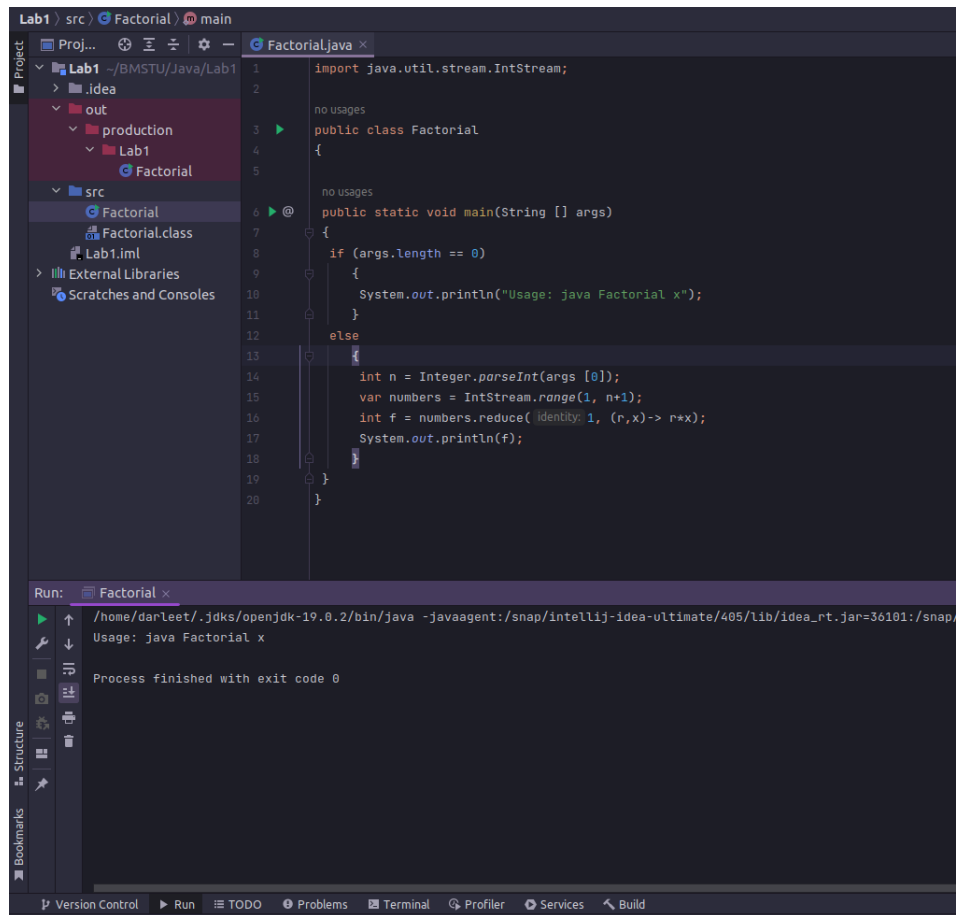 Lab1 〉 src 〉 Factorial 〉 main
Project
Proj...
Factorial.java ×
Lab1 ~/BMSTU/Java/Lab1
.idea
out
production
Lab1
Factorial
src
Factorial
Factorial.class
Lab1.iml
External Libraries
Scratches and Consoles
1 import java.util.stream.IntStream;
2
no usages
3 public class Factorial
4 {
5
no usages
6 @ public static void main(String [] args)
7 {
8 if (args.length == 0)
9 {
10 System.out.println("Usage: java Factorial x");
11 }
12 else
13 {
14 int n = Integer.parseInt(args [0]);
15 var numbers = IntStream.range(1, n+1);
16 int f = numbers.reduce( identity: 1, (r,x)-> r*x);
17 System.out.println(f);
18 }
19 }
20 }
Run: Factorial ×
/home/darleet/.jdks/openjdk-19.0.2/bin/java -javaagent:/snap/intellij-idea-ultimate/405/lib/idea_rt.jar=36101:/snap/
Usage: java Factorial x
Process finished with exit code 0
Structure
Bookmarks
Version Control Run TODO Problems Terminal Profiler Services Build